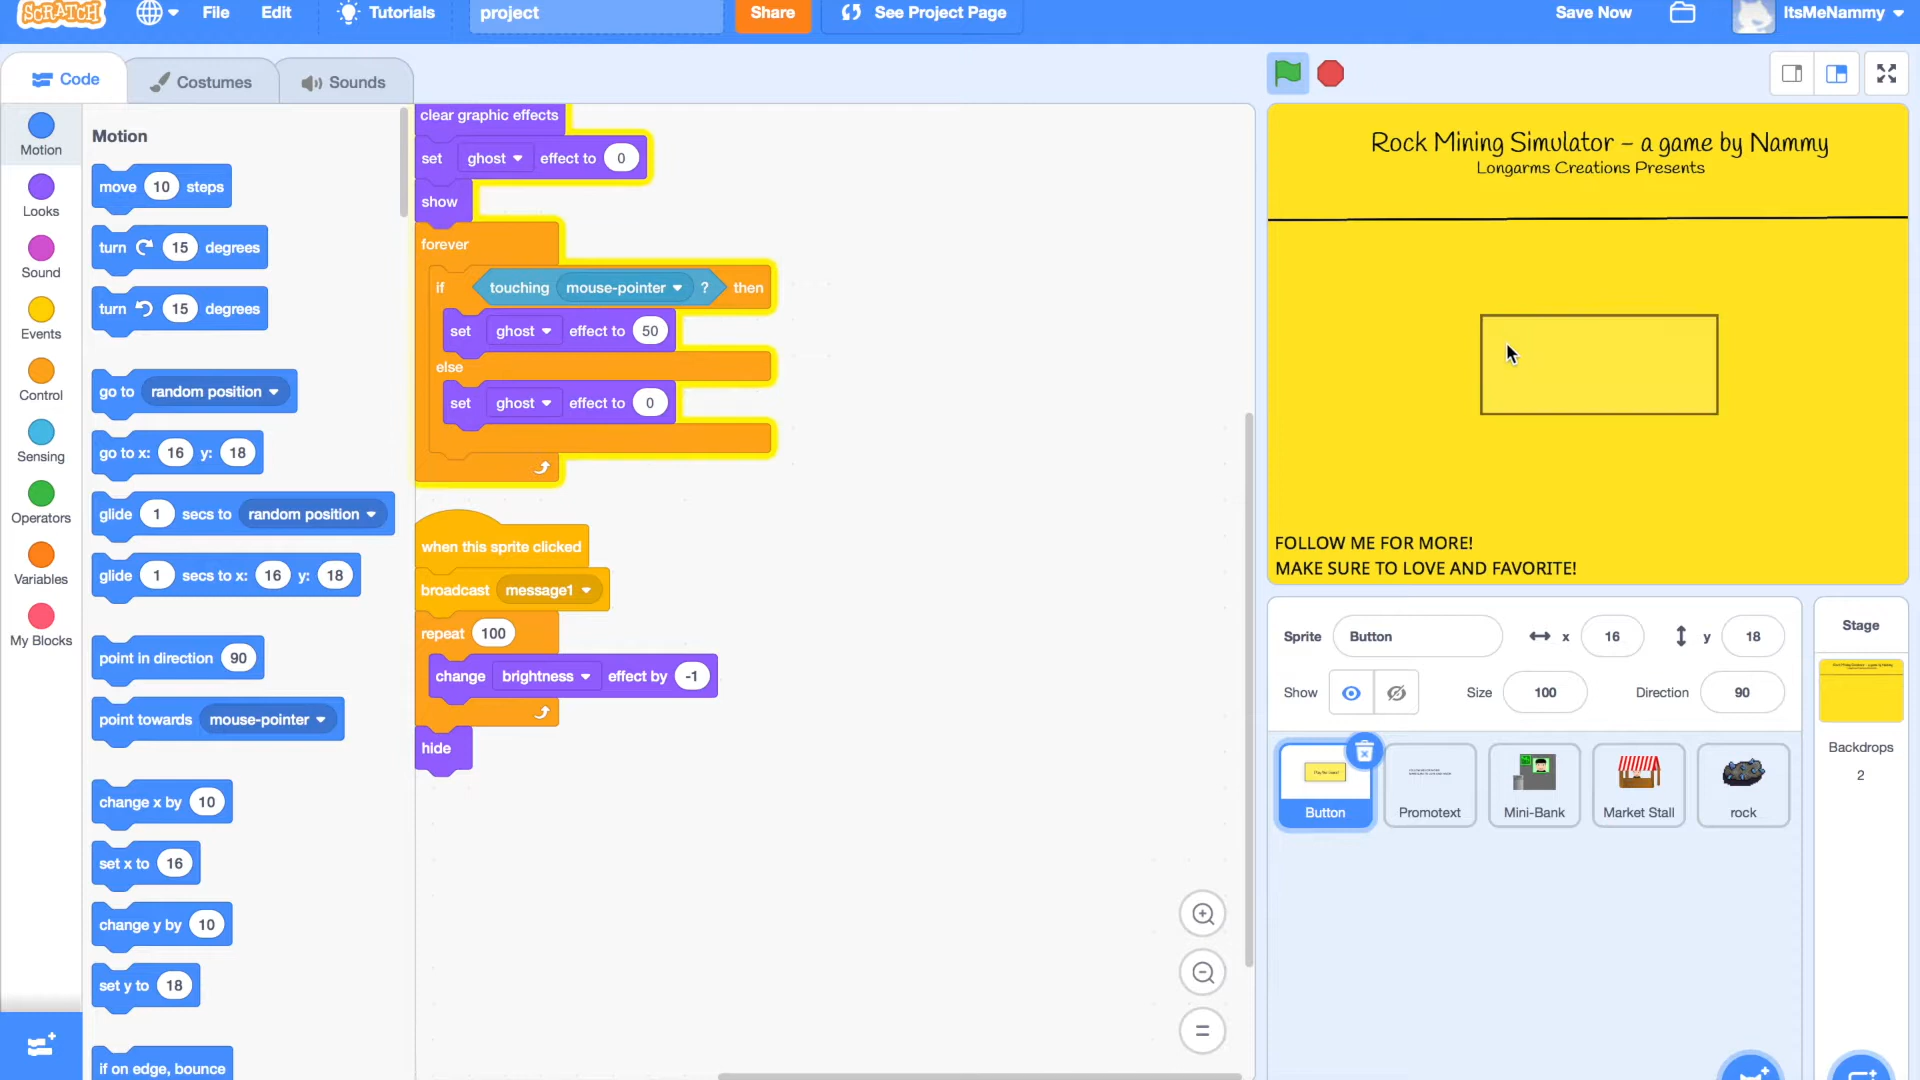 SCRATCH
File
Edit
Tutorials
project
Share
See Project Page
Save Now
ItsMeNammy
Code
Costumes
Sounds
Motion
Looks
Sound
Events
Control
Sensing
Operators
Variables
My Blocks
Motion
move 10 steps
turn 15 degrees
turn 15 degrees
go to random position
go to x: 16 y: 18
glide 1 secs to random position
glide 1 secs to x: 16 y: 18
point in direction 90
point towards mouse-pointer
change x by 10
set x to 16
change y by 10
set y to 18
if on edge, bounce
clear graphic effects
set ghost effect to 0
show
forever
if touching mouse-pointer ? then
set ghost effect to 50
else
set ghost effect to 0
when this sprite clicked
broadcast message1
repeat 100
change brightness effect by -1
hide
Rock Mining Simulator - a game by Nammy
Longarms Creations Presents
FOLLOW ME FOR MORE!
MAKE SURE TO LOVE AND FAVORITE!
Sprite Button x 16 y 18
Show Size 100 Direction 90
Button
Promotext
Mini-Bank
Market Stall
rock
Stage
Backdrops
2